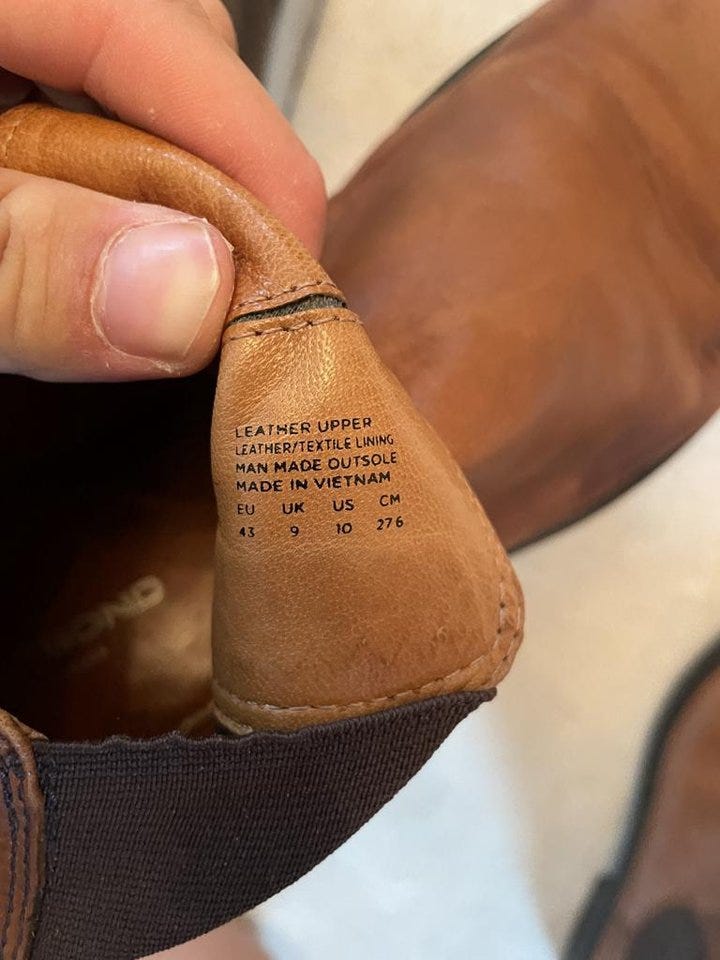 LEATHER UPPER
LEATHER/TEXTILE LINING
MAN MADE OUTSOLE
MADE IN VIETNAM
EU UK US CM
43 9 10 276